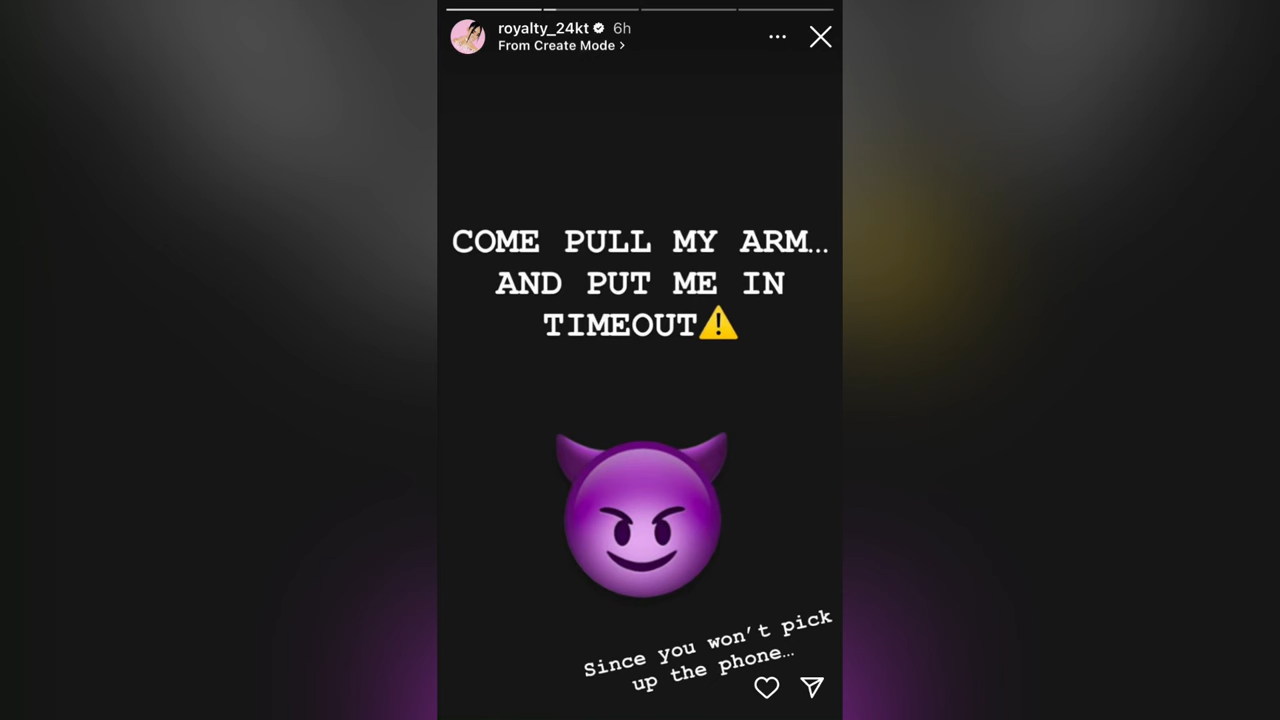 royalty_24kt 6h
From Create Mode
COME PULL MY ARM...
AND PUT ME IN
TIMEOUT⚠️
Since you won't pick
up the phone...